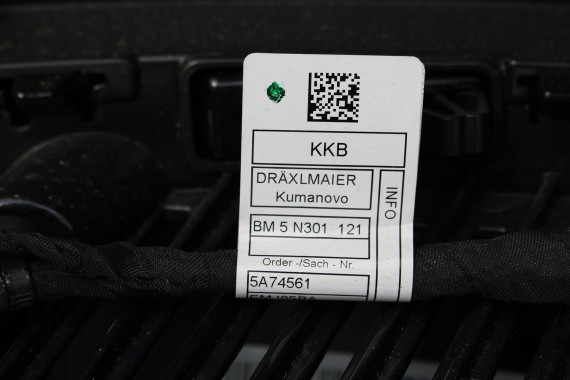 KKB
DRÄXLMAIER
Kumanovo
INFO
BM 5 N301 121
Order -/Sach - Nr.
5A74561